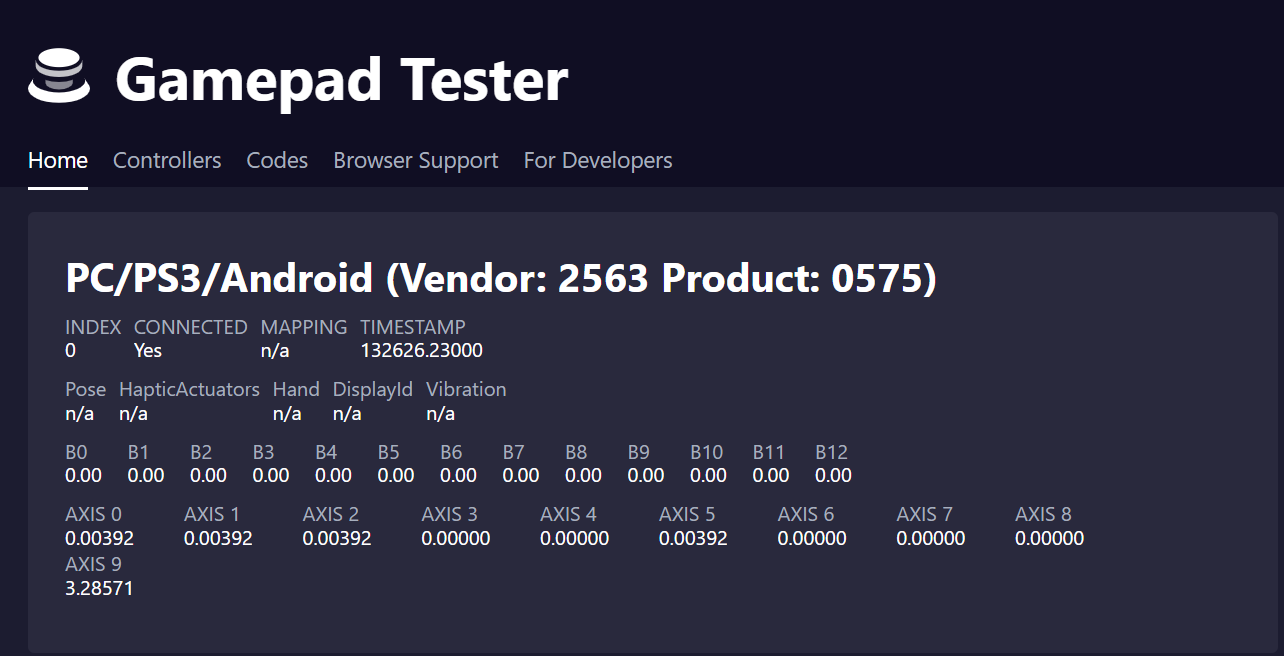 Gamepad Tester
Home Controllers Codes Browser Support For Developers
PC/PS3/Android (Vendor: 2563 Product: 0575)
INDEX CONNECTED MAPPING TIMESTAMP
0 Yes n/a 132626.23000
Pose HapticActuators Hand DisplayId Vibration
n/a n/a n/a n/a n/a
B0 B1 B2 B3 B4 B5 B6 B7 B8 B9 B10 B11 B12
0.00 0.00 0.00 0.00 0.00 0.00 0.00 0.00 0.00 0.00 0.00 0.00 0.00
AXIS 0 AXIS 1 AXIS 2 AXIS 3 AXIS 4 AXIS 5 AXIS 6 AXIS 7 AXIS 8
0.00392 0.00392 0.00392 0.00000 0.00000 0.00392 0.00000 0.00000 0.00000
AXIS 9
3.28571